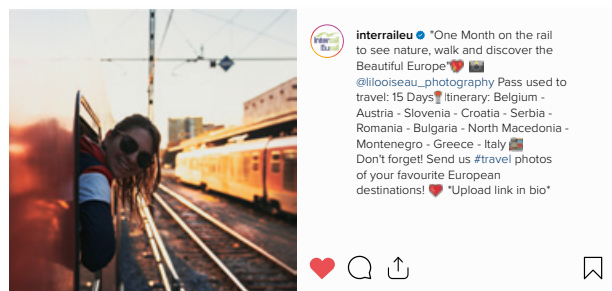 interraileu "One Month on the rail
to see nature, walk and discover the
Beautiful Europe"
@lilooiseau_photography Pass used to
travel: 15 Days Itinerary: Belgium -
Austria - Slovenia - Croatia - Serbia -
Romania - Bulgaria - North Macedonia -
Montenegro - Greece - Italy
Don't forget! Send us #travel photos
of your favourite European
destinations! *Upload link in bio*